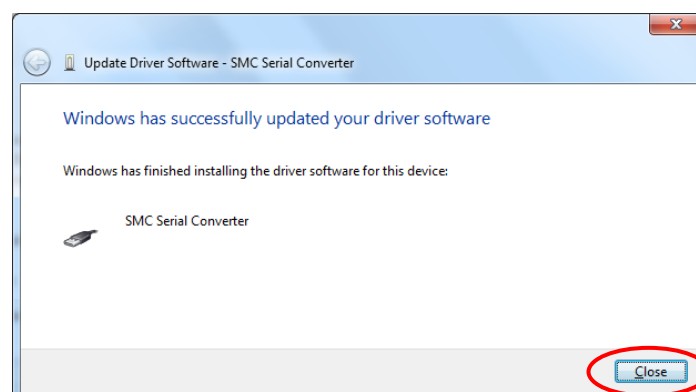 Update Driver Software - SMC Serial Converter
Windows has successfully updated your driver software
Windows has finished installing the driver software for this device:
SMC Serial Converter
Close